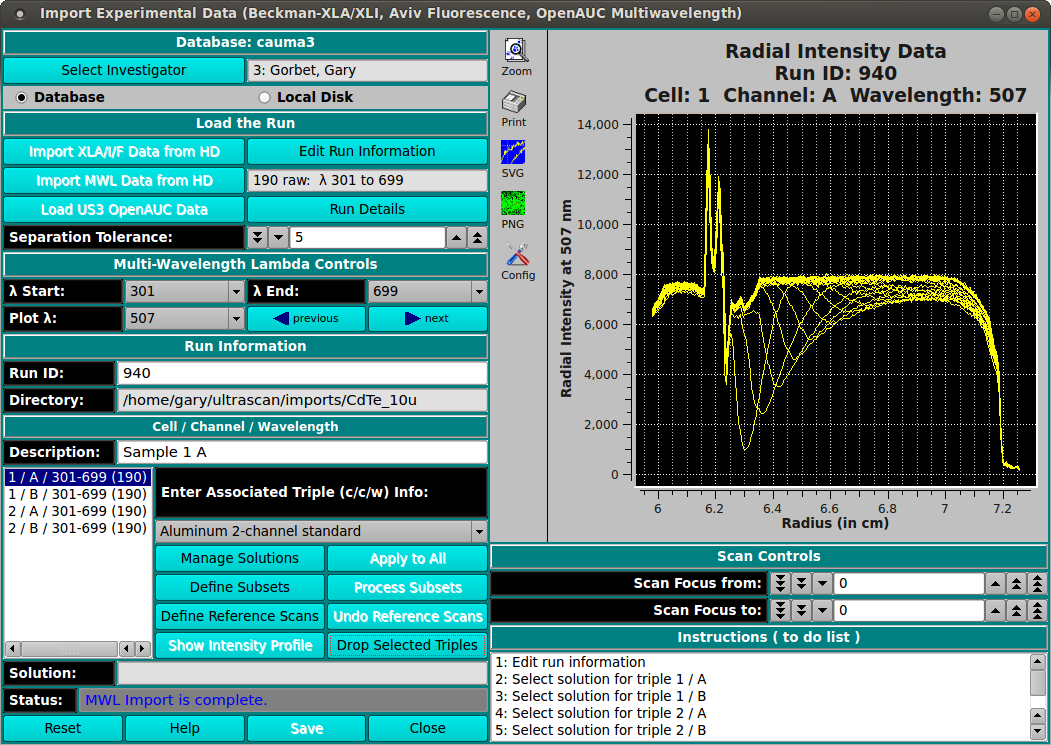 Import Experimental Data (Beckman-XLA/XLI, Aviv Fluorescence, OpenAUC Multiwavelength)
Database: cauma3
Select Investigator
3: Gorbet, Gary
Database
Local Disk
Load the Run
Import XLA/I/F Data from HD
Edit Run Information
Import MWL Data from HD
190 raw:  λ 301 to 699
Load US3 OpenAUC Data
Run Details
Separation Tolerance:
5
Multi-Wavelength Lambda Controls
λ Start:
301
λ End:
699
Plot λ:
507
previous
next
Run Information
Run ID:
940
Directory:
/home/gary/ultrascan/imports/CdTe_10u
Cell / Channel / Wavelength
Description:
Sample 1 A
1 / A / 301-699 (190)
1 / B / 301-699 (190)
2 / A / 301-699 (190)
2 / B / 301-699 (190)
Enter Associated Triple (c/c/w) Info:
Aluminum 2-channel standard
Manage Solutions
Apply to All
Define Subsets
Process Subsets
Define Reference Scans
Undo Reference Scans
Show Intensity Profile
Drop Selected Triples
Solution:
Status:
MWL Import is complete.
Reset
Help
Save
Close
Zoom
Print
SVG
PNG
Config
Radial Intensity Data
Run ID: 940
Cell: 1  Channel: A  Wavelength: 507
Radial Intensity at 507 nm
14,000
12,000
10,000
8,000
6,000
4,000
2,000
0
6
6.2
6.4
6.6
6.8
7
7.2
Radius (in cm)
Scan Controls
Scan Focus from:
0
Scan Focus to:
0
Instructions ( to do list )
1: Edit run information
2: Select solution for triple 1 / A
3: Select solution for triple 1 / B
4: Select solution for triple 2 / A
5: Select solution for triple 2 / B